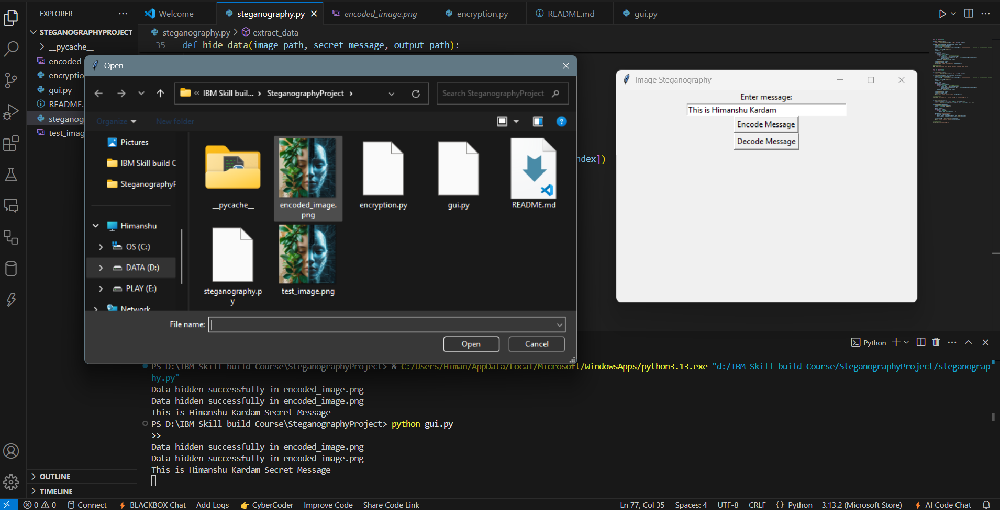 EXPLORER
Welcome
steganography.py
encoded_image.png
encryption.py
README.md
gui.py
STEGANOGRAPHYPROJECT
steganography.py > extract_data
__pycache__
35 def hide_data(image_path, secret_message, output_path):
encoded_
encryptio
gui.py
README.
steganog
test_imag
Open
« IBM Skill buil... > SteganographyProject >
Search SteganographyProject
Organize
New folder
Pictures
IBM Skill build C
SteganographyP
Himanshu
OS (C:)
DATA (D:)
PLAY (E:)
Network
__pycache__
encoded_image.
png
encryption.py
gui.py
README.md
steganography.p
y
test_image.png
File name:
Open
Cancel
ndex])
Image Steganography
Enter message:
This is Himanshu Kardam
Encode Message
Decode Message
Python
PS D:\IBM Skill build Course\SteganographyProject> & C:/Users/Himan/AppData/Local/Microsoft/WindowsApps/python3.13.exe "d:/IBM Skill build Course/SteganographyProject/steganograp
hy.py"
Data hidden successfully in encoded_image.png
Data hidden successfully in encoded_image.png
This is Himanshu Kardam Secret Message
PS D:\IBM Skill build Course\SteganographyProject> python gui.py
>>
Data hidden successfully in encoded_image.png
Data hidden successfully in encoded_image.png
This is Himanshu Kardam Secret Message
OUTLINE
TIMELINE
0 0 Connect BLACKBOX Chat Add Logs CyberCoder Improve Code Share Code Link Ln 77, Col 35 Spaces: 4 UTF-8 CRLF {} Python 3.13.2 (Microsoft Store) AI Code Chat